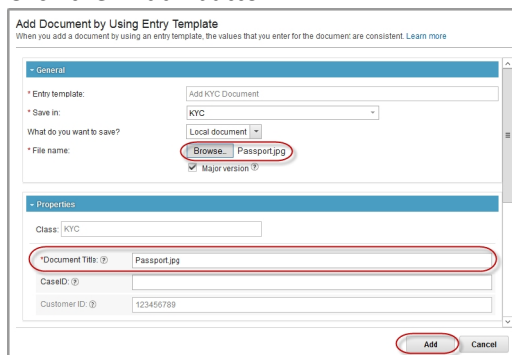 Add Document by Using Entry Template
When you add a document by using an entry template, the values that you enter for the document are consistent. Learn more
General
* Entry template: Add KYC Document
* Save in: KYC
What do you want to save? Local document
* File name: Browse... Passport.jpg
Major version ?
Properties
Class: KYC
*Document Title: ? Passport.jpg
CaseID: ?
Customer ID: ? 123456789
Add Cancel